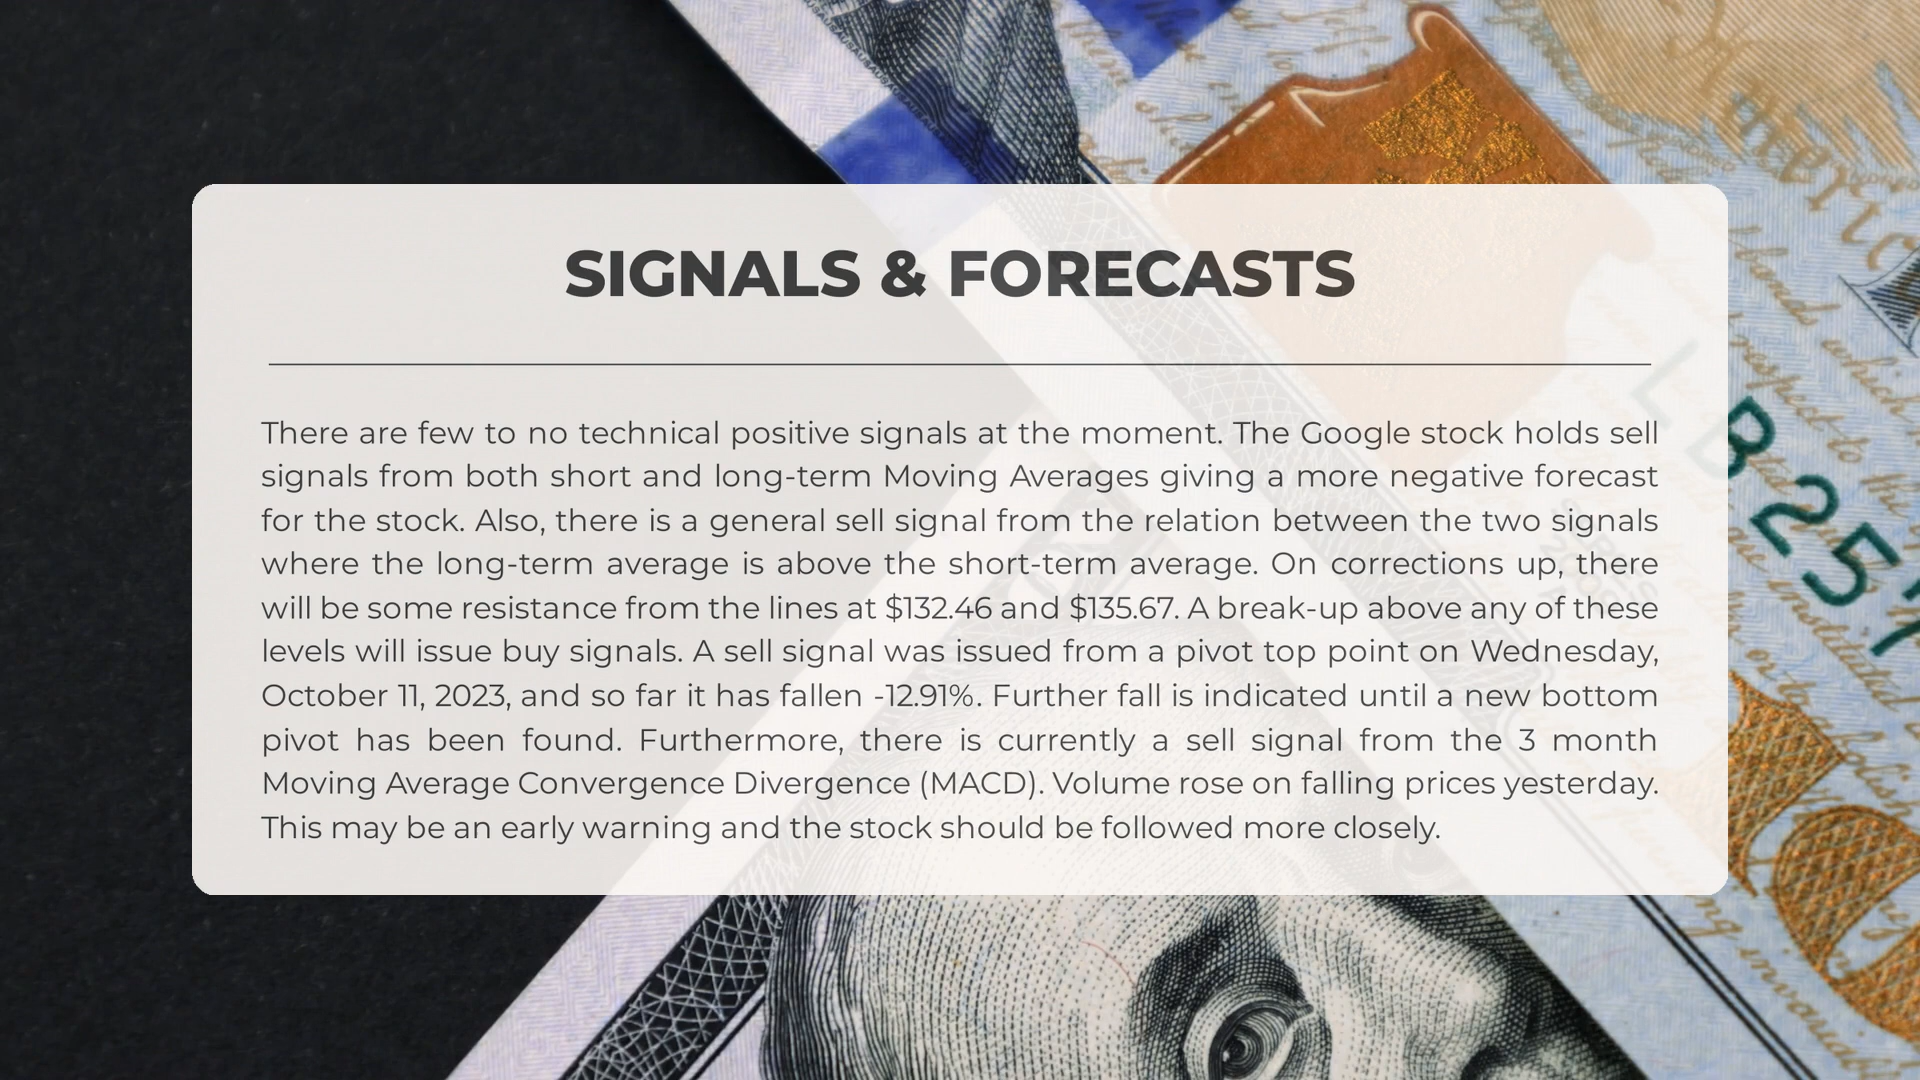 SIGNALS & FORECASTS
There are few to no technical positive signals at the moment. The Google stock holds sell
signals from both short and long-term Moving Averages giving a more negative forecast
for the stock. Also, there is a general sell signal from the relation between the two signals
where the long-term average is above the short-term average. On corrections up, there
will be some resistance from the lines at $132.46 and $135.67. A break-up above any of these
levels will issue buy signals. A sell signal was issued from a pivot top point on Wednesday,
October 11, 2023, and so far it has fallen -12.91%. Further fall is indicated until a new bottom
pivot has been found. Furthermore, there is currently a sell signal from the 3 month
Moving Average Convergence Divergence (MACD). Volume rose on falling prices yesterday.
This may be an early warning and the stock should be followed more closely.
LB257